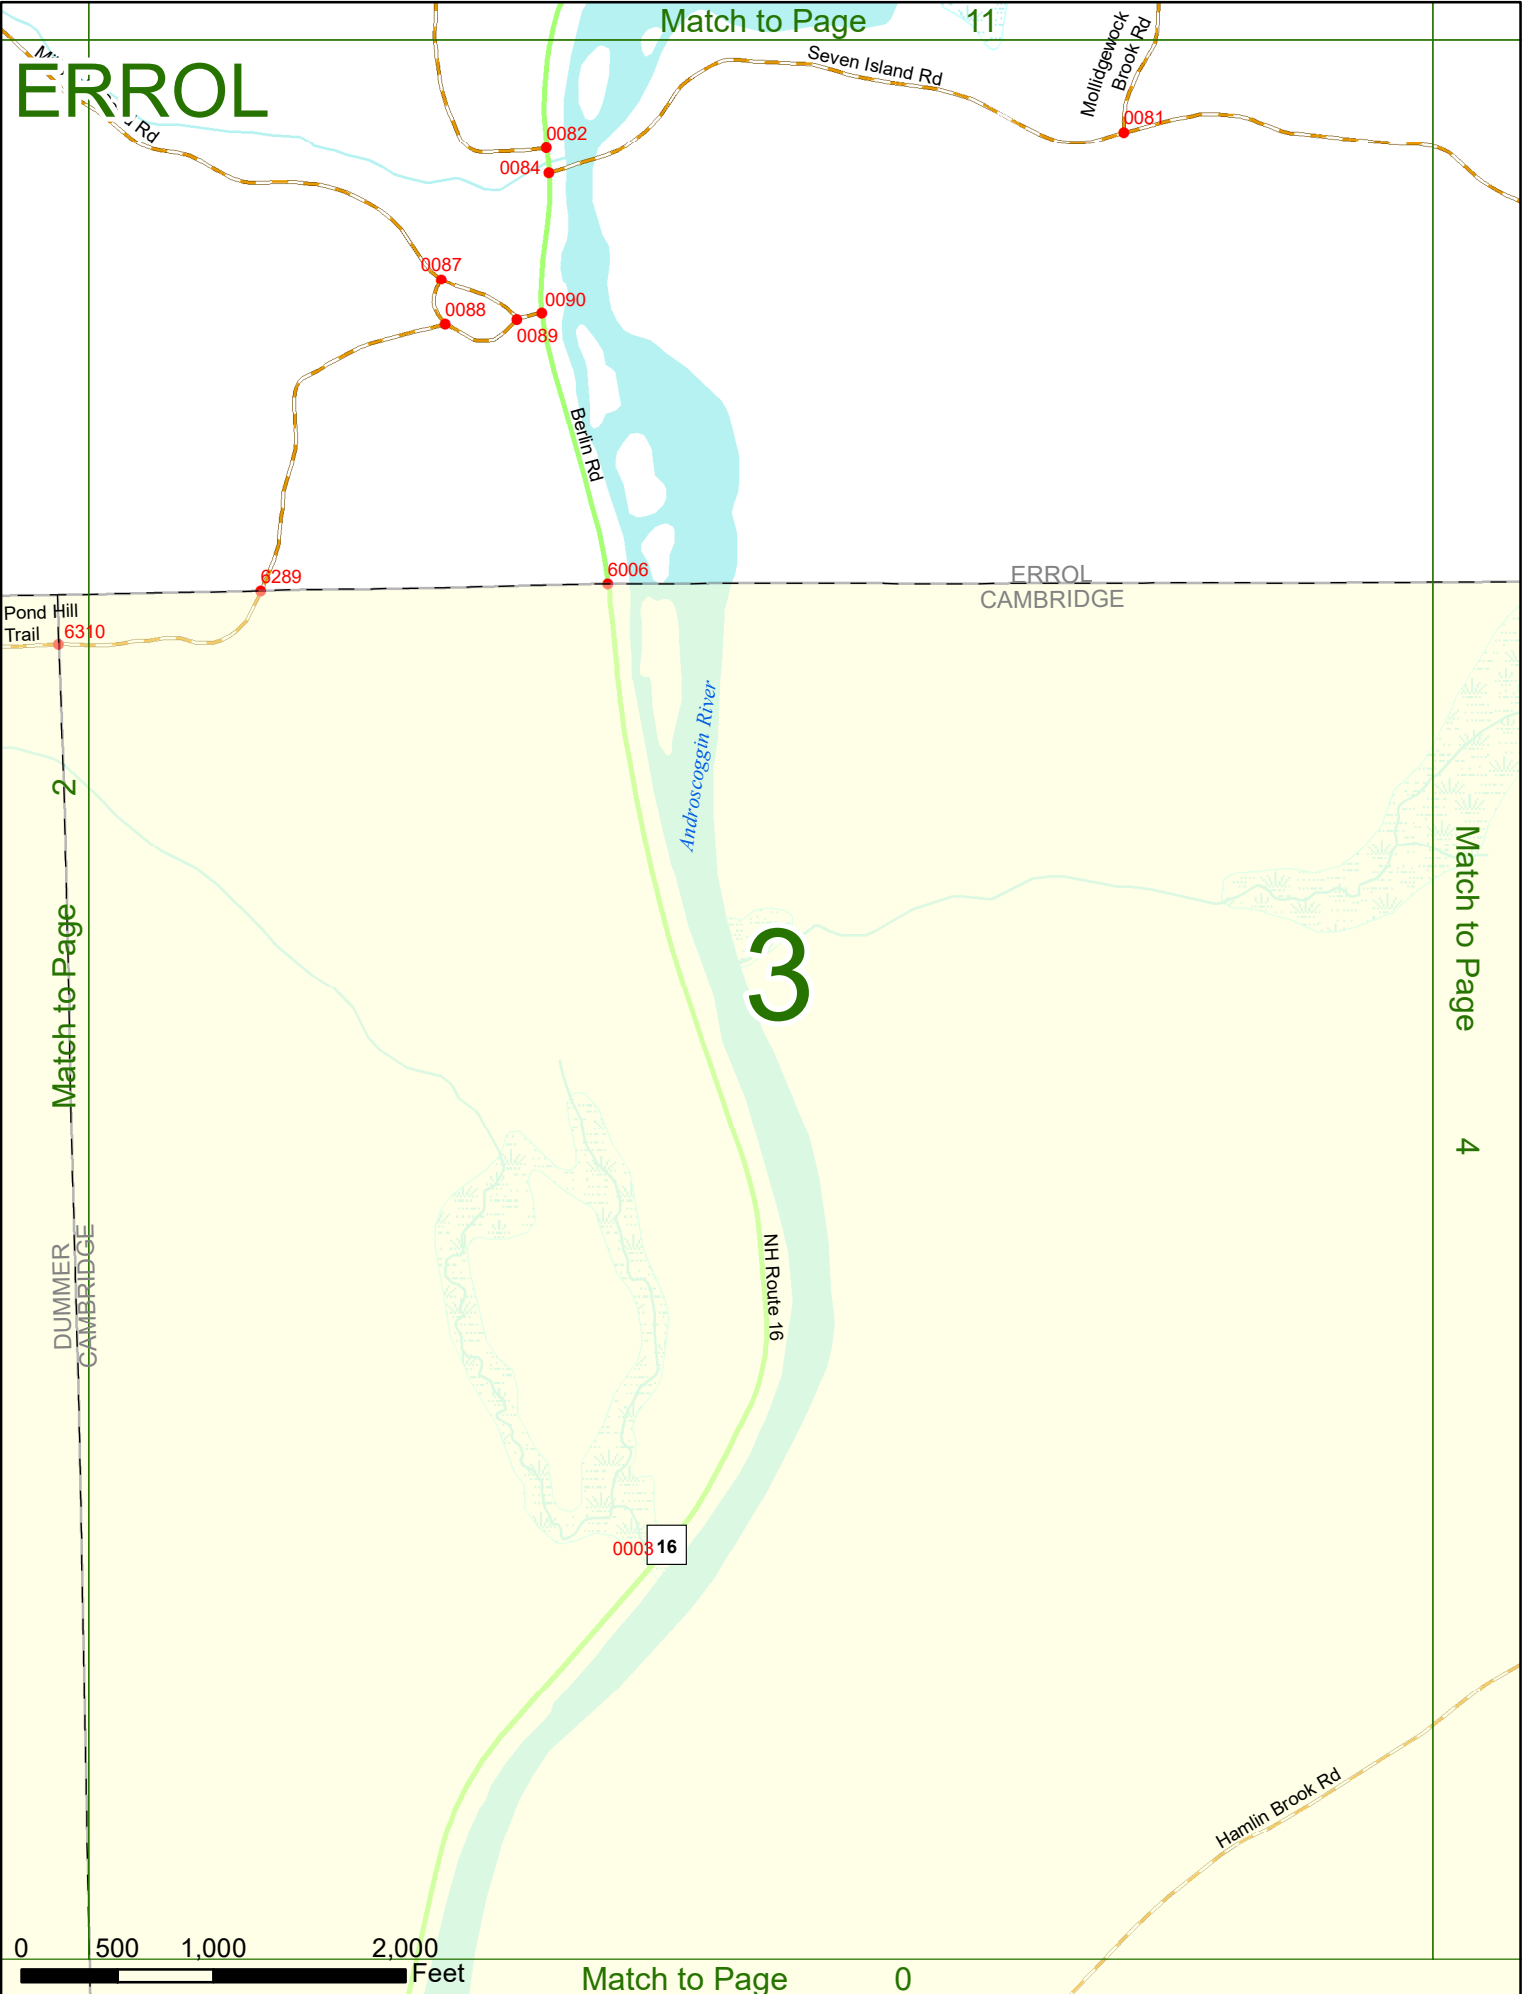 Match to Page 11
ERROL
Rd
Seven Island Rd
Mollidgewock
Brook Rd
0081
0082
0084
0087
0088
0090
0089
Berlin Rd
6289
6006
ERROL
CAMBRIDGE
Pond Hill
Trail
6310
Androscoggin River
Match to Page 2
3
Match to Page 4
DUMMER
CAMBRIDGE
NH Route 16
0003
16
Hamlin Brook Rd
0 500 1,000 2,000
Feet
Match to Page 0